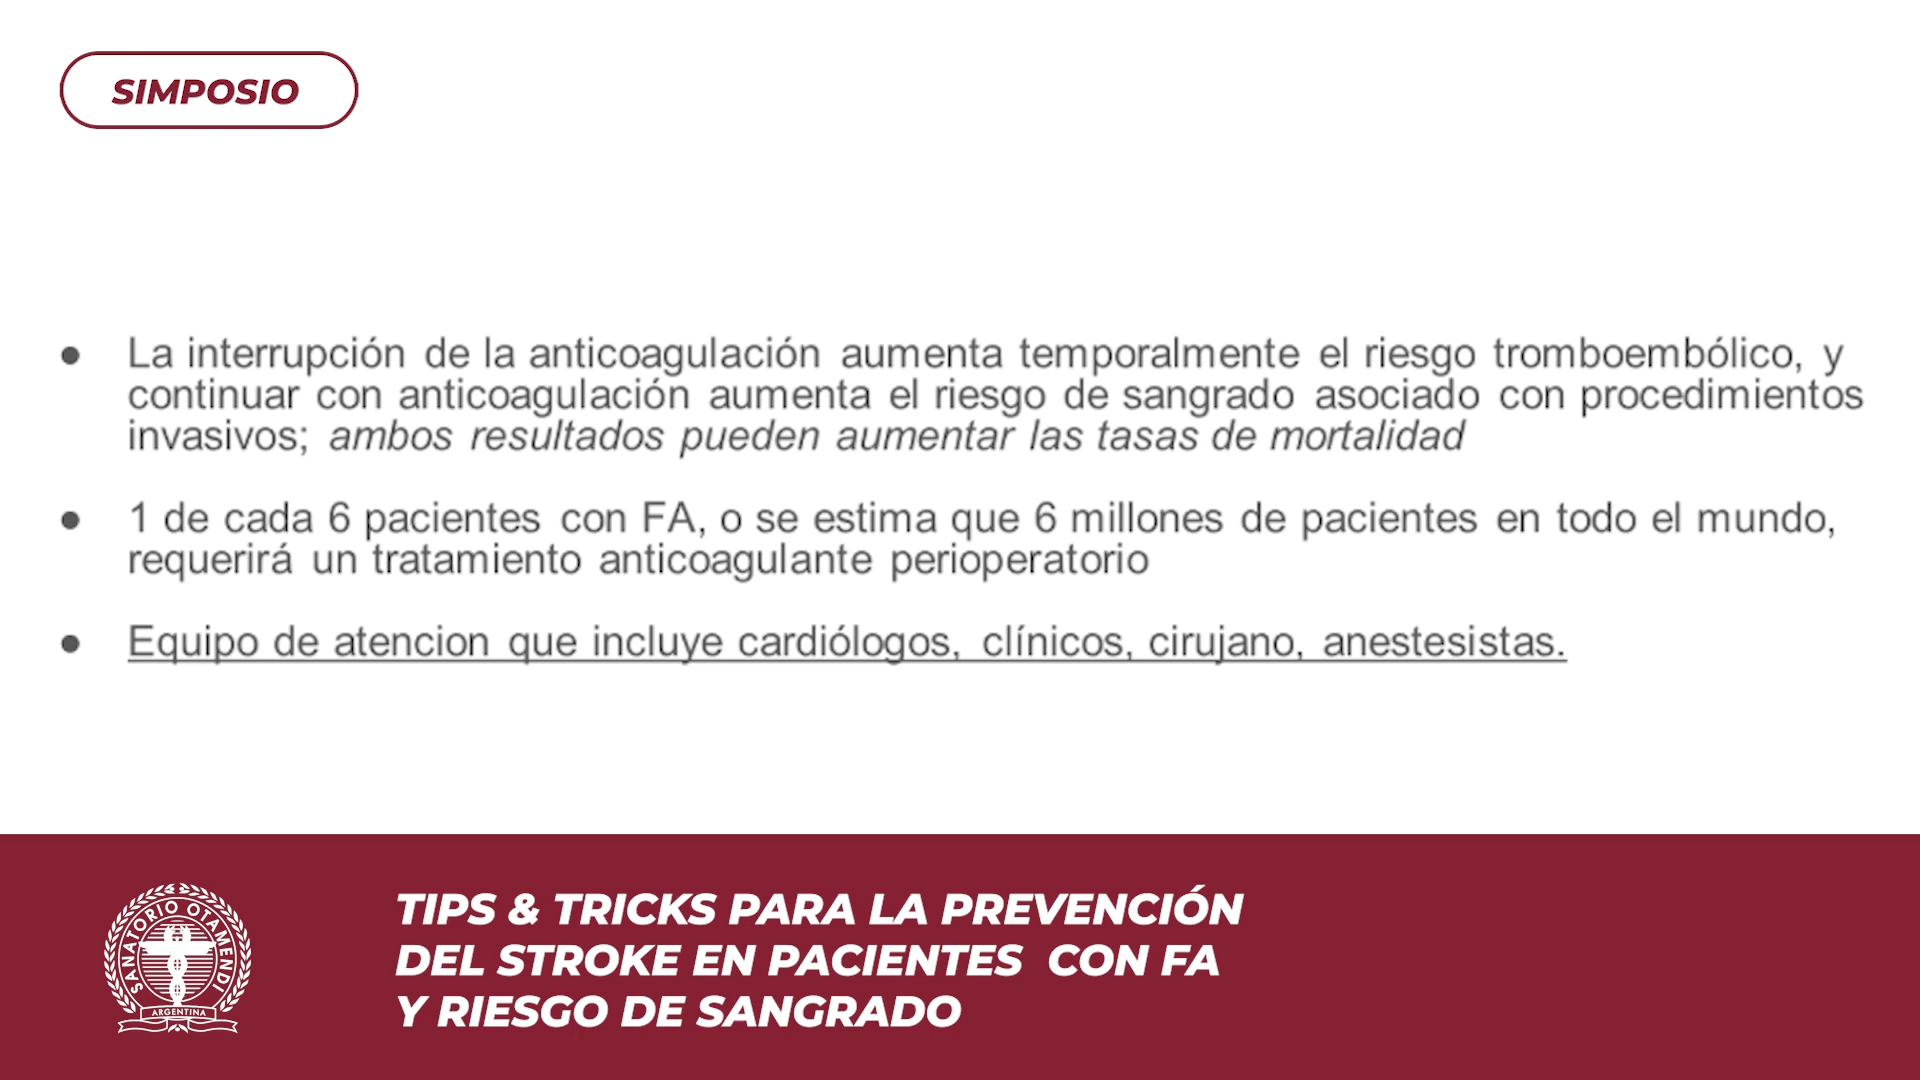 SIMPOSIO
● La interrupción de la anticoagulación aumenta temporalmente el riesgo tromboembólico, y
continuar con anticoagulación aumenta el riesgo de sangrado asociado con procedimientos
invasivos; ambos resultados pueden aumentar las tasas de mortalidad
● 1 de cada 6 pacientes con FA, o se estima que 6 millones de pacientes en todo el mundo,
requerirá un tratamiento anticoagulante perioperatorio
● Equipo de atencion que incluye cardiólogos, clínicos, cirujano, anestesistas.
SANATORIO OTAMENDI
ARGENTINA
TIPS & TRICKS PARA LA PREVENCIÓN
DEL STROKE EN PACIENTES CON FA
Y RIESGO DE SANGRADO